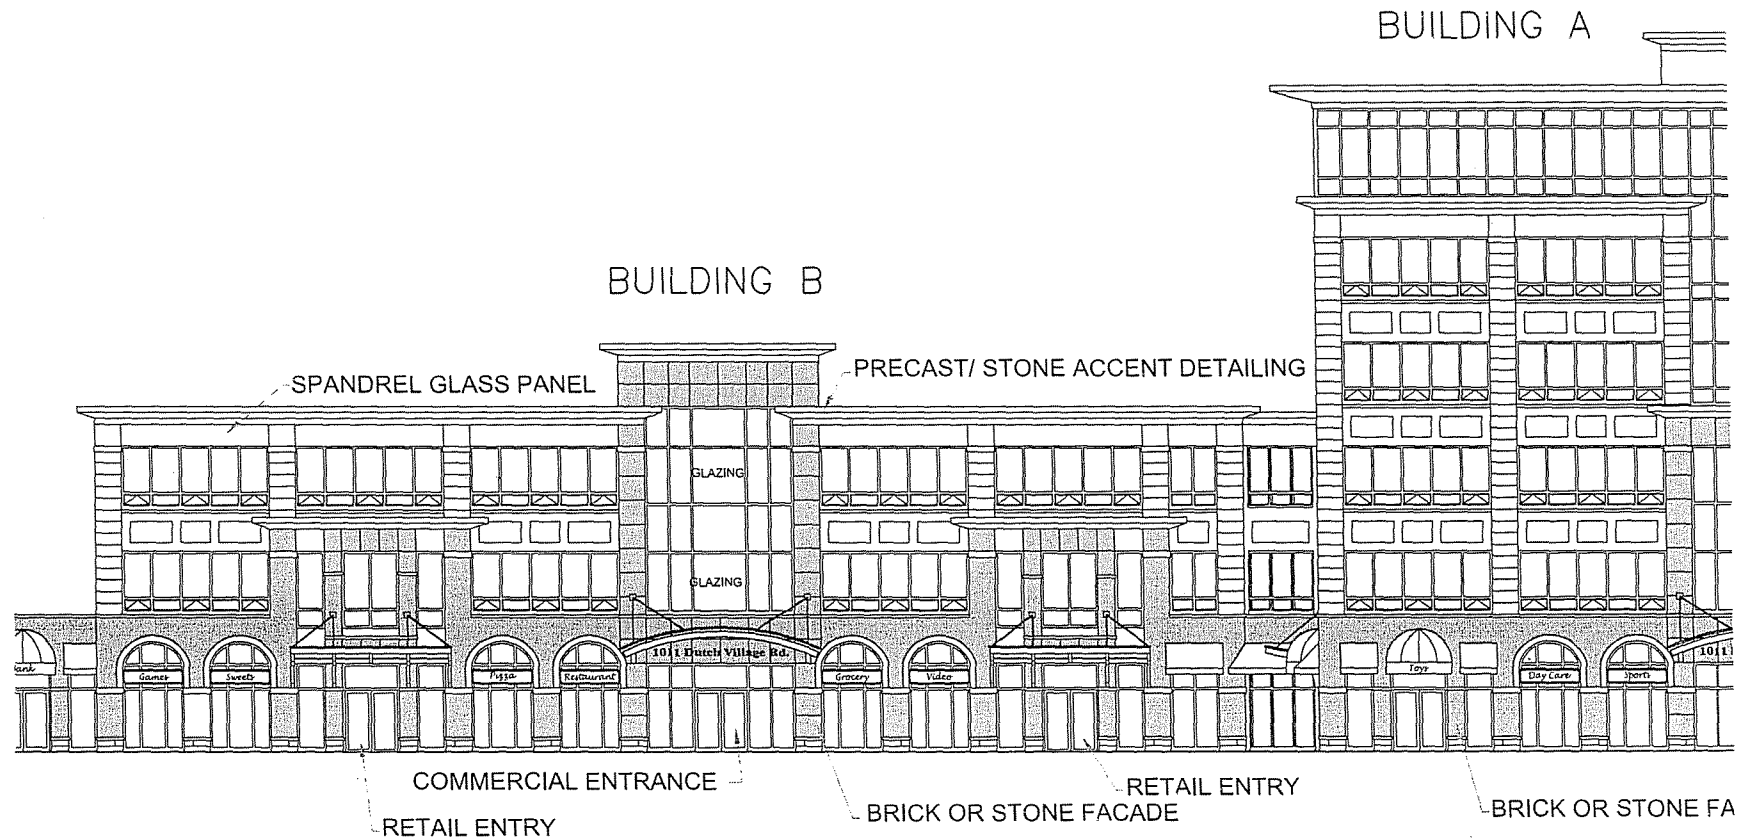 BUILDING A
BUILDING B
SPANDREL GLASS PANEL
PRECAST/ STONE ACCENT DETAILING
GLAZING
GLAZING
1011 Dutch Village Rd.
1011
ank
Games
Sweets
Pizza
Restaurant
Grocery
Video
Toys
Day Care
Sports
COMMERCIAL ENTRANCE
RETAIL ENTRY
BRICK OR STONE FACADE
BRICK OR STONE FA
RETAIL ENTRY